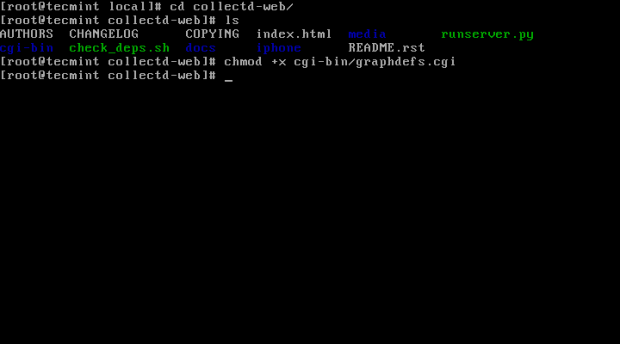 [root@tecmint local]# cd collectd-web/
[root@tecmint collectd-web]# ls
AUTHORS CHANGELOG COPYING index.html media runserver.py
cgi-bin check_deps.sh docs iphone README.rst
[root@tecmint collectd-web]# chmod +x cgi-bin/graphdefs.cgi
[root@tecmint collectd-web]# _